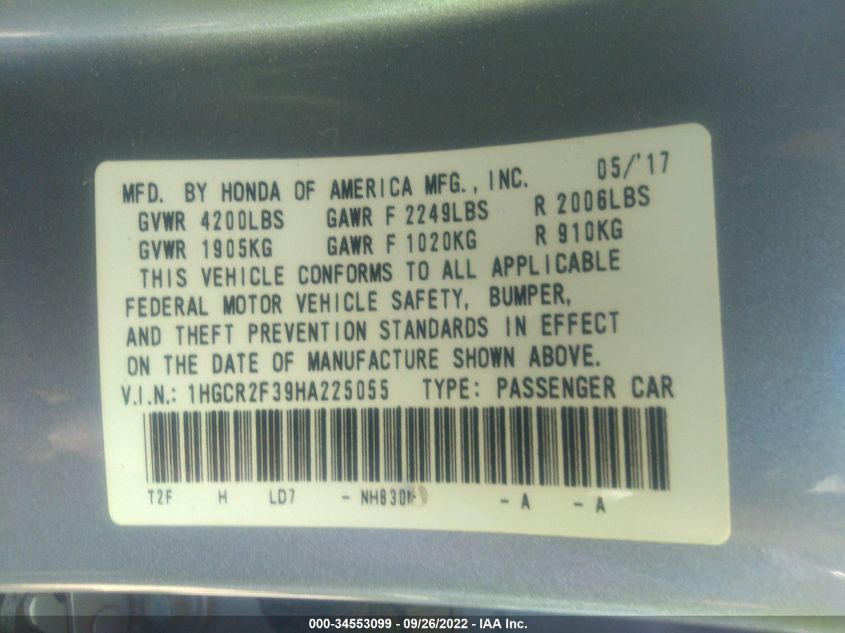 MFD. BY HONDA OF AMERICA MFG., INC. 05/'17
GVWR 4200LBS GAWR F 2249LBS R 2006LBS
GVWR 1905KG GAWR F 1020KG R 910KG
THIS VEHICLE CONFORMS TO ALL APPLICABLE
FEDERAL MOTOR VEHICLE SAFETY, BUMPER,
AND THEFT PREVENTION STANDARDS IN EFFECT
ON THE DATE OF MANUFACTURE SHOWN ABOVE.
V.I.N.: 1HGCR2F39HA225055 TYPE: PASSENGER CAR
T2F H LD7 - NH830M - A - A
000-34553099 - 09/26/2022 - IAA Inc.